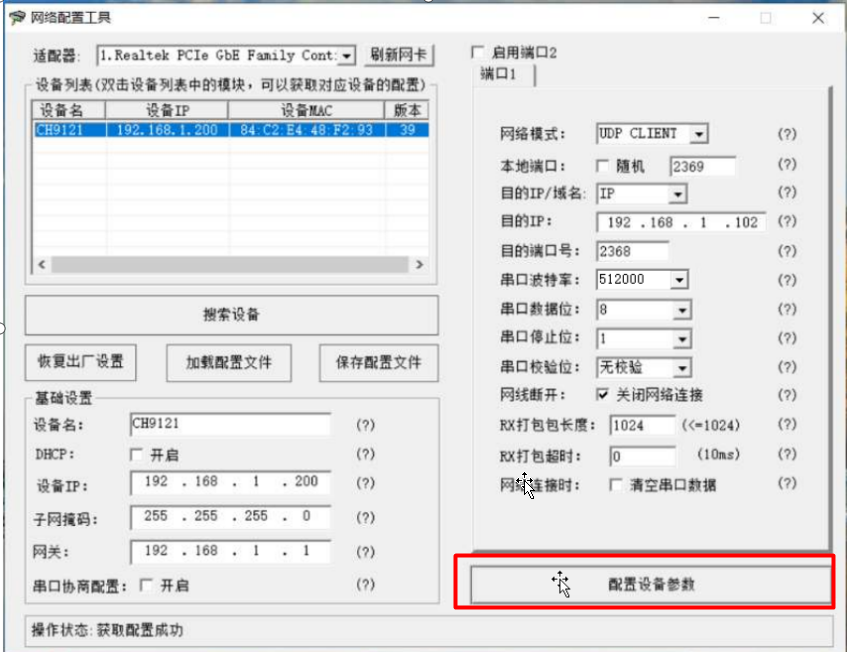 网络配置工具
适配器: 1.Realtek PCIe GbE Family Cont: 刷新网卡
设备列表(双击设备列表中的模块，可以获取对应设备的配置)
设备名 设备IP 设备MAC 版本
CH9121 192.168.1.200 84:C2:E4:48:F2:93 39
搜索设备
恢复出厂设置 加载配置文件 保存配置文件
基础设置
设备名: CH9121 (?)
DHCP: 开启 (?)
设备IP: 192 . 168 . 1 . 200 (?)
子网掩码: 255 . 255 . 255 . 0 (?)
网关: 192 . 168 . 1 . 1 (?)
串口协商配置: 开启 (?)
启用端口2
端口1
网络模式: UDP CLIENT (?)
本地端口: 随机 2369 (?)
目的IP/域名: IP (?)
目的IP: 192 . 168 . 1 . 102 (?)
目的端口号: 2368 (?)
串口波特率: 512000 (?)
串口数据位: 8 (?)
串口停止位: 1 (?)
串口校验位: 无校验 (?)
网线断开: 关闭网络连接 (?)
RX打包包长度: 1024 (<=1024) (?)
RX打包超时: 0 (10ms) (?)
网络连接时: 清空串口数据 (?)
配置设备参数
操作状态: 获取配置成功